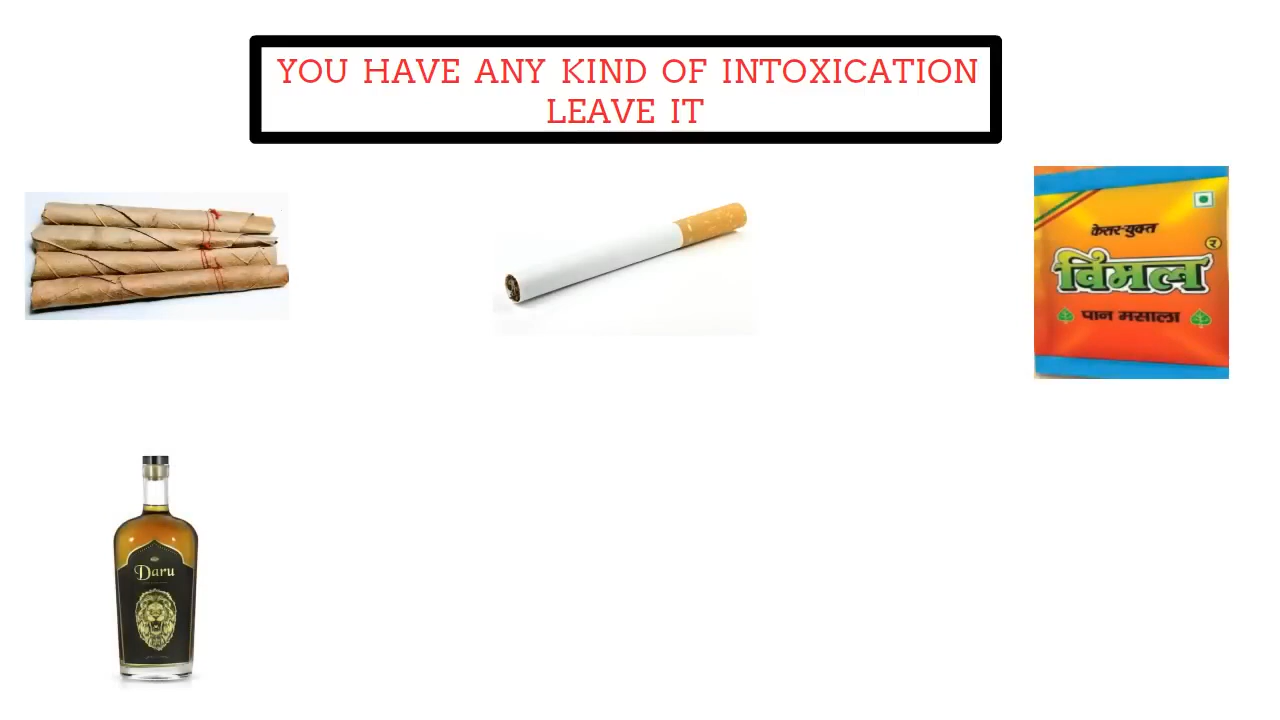 YOU HAVE ANY KIND OF INTOXICATION
LEAVE IT
केसर-युक्त
₹
विमल
पान मसाला
Daru